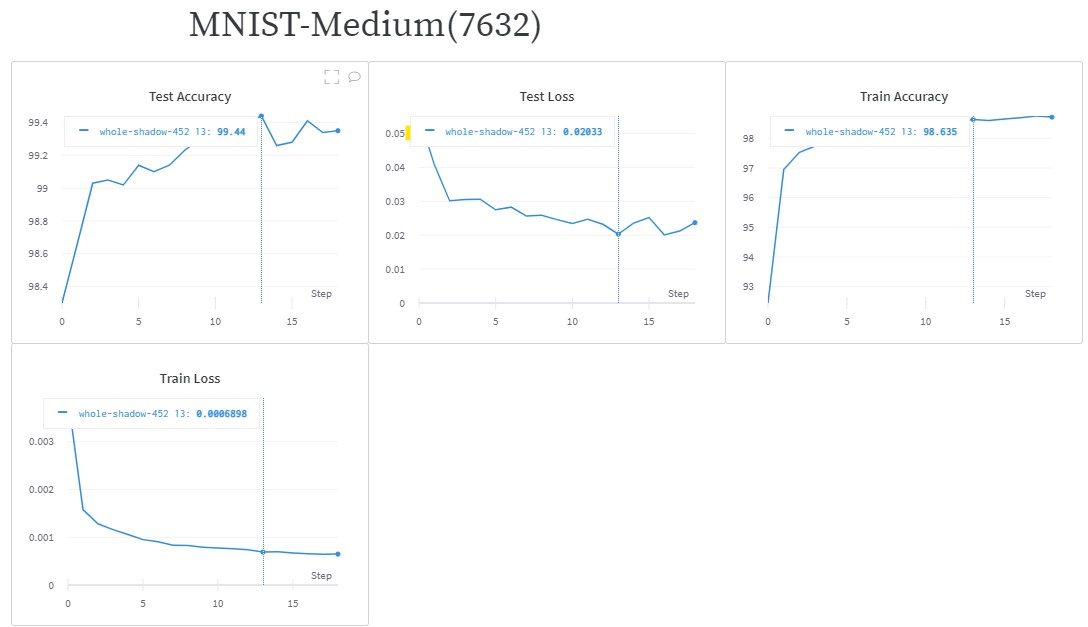 MNIST-Medium(7632)
Test Accuracy
whole-shadow-452 13: 99.44
99.4
99.2
99
98.8
98.6
98.4
Step
0 5 10 15
Test Loss
whole-shadow-452 13: 0.02033
0.05
0.04
0.03
0.02
0.01
0
Step
0 5 10 15
Train Accuracy
whole-shadow-452 13: 98.635
98
97
96
95
94
93
Step
0 5 10 15
Train Loss
whole-shadow-452 13: 0.0006898
0.003
0.002
0.001
0
Step
0 5 10 15